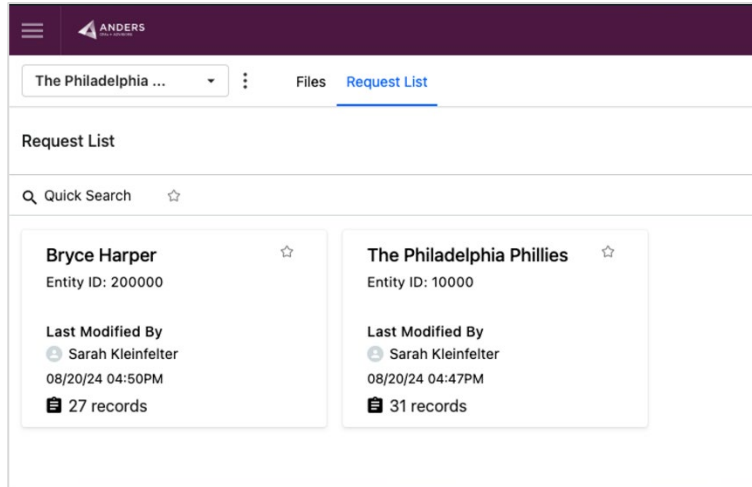 ANDERS
The Philadelphia ...
Files
Request List
Request List
Quick Search
Bryce Harper
Entity ID: 200000
Last Modified By
Sarah Kleinfelter
08/20/24 04:50PM
27 records
The Philadelphia Phillies
Entity ID: 10000
Last Modified By
Sarah Kleinfelter
08/20/24 04:47PM
31 records